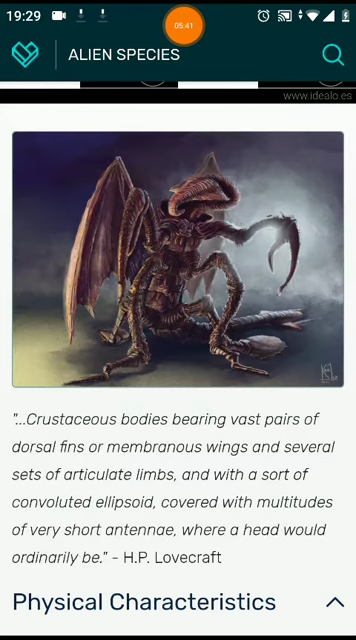 19:29
05:41
ALIEN SPECIES
www.idealo.es
"...Crustaceous bodies bearing vast pairs of
dorsal fins or membranous wings and several
sets of articulate limbs, and with a sort of
convoluted ellipsoid, covered with multitudes
of very short antennae, where a head would
ordinarily be." - H.P. Lovecraft
Physical Characteristics